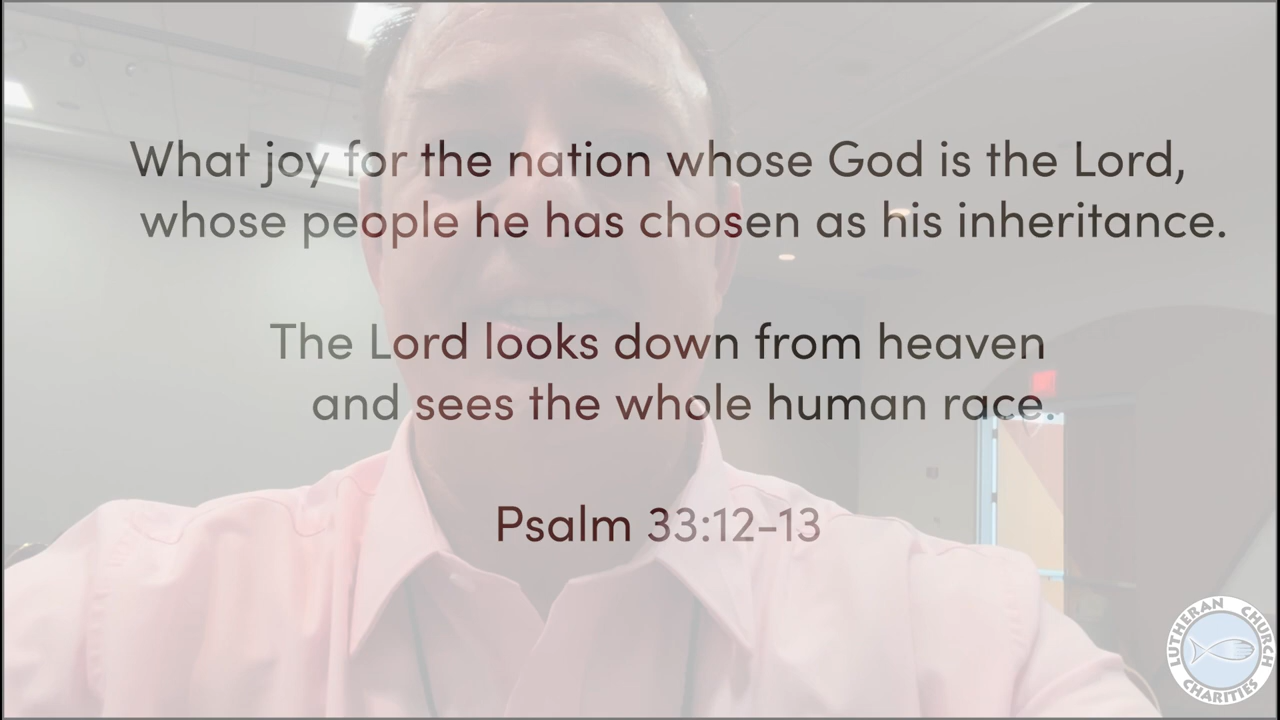 What joy for the nation whose God is the Lord,
whose people he has chosen as his inheritance.
The Lord looks down from heaven
and sees the whole human race.
Psalm 33:12-13
LUTHERAN CHURCH
CHARITIES